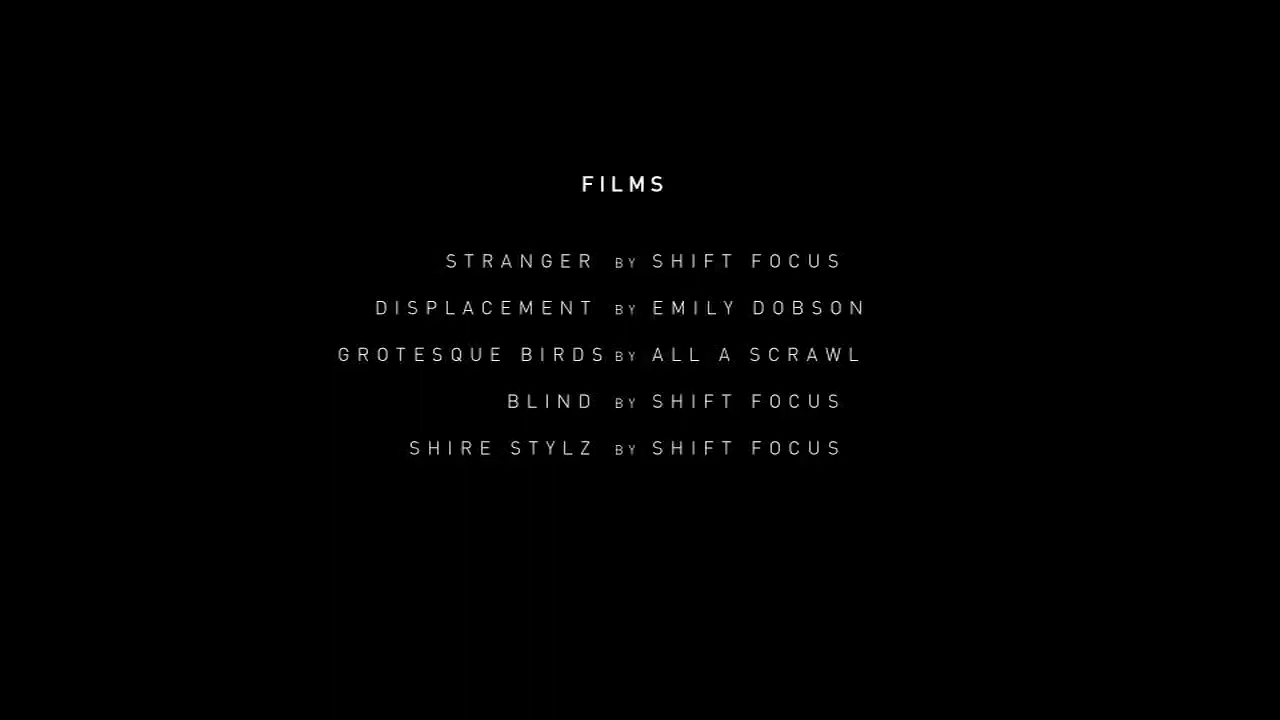 FILMS
STRANGER BY SHIFT FOCUS
DISPLACEMENT BY EMILY DOBSON
GROTESQUE BIRDS BY ALL A SCRAWL
BLIND BY SHIFT FOCUS
SHIRE STYLZ BY SHIFT FOCUS